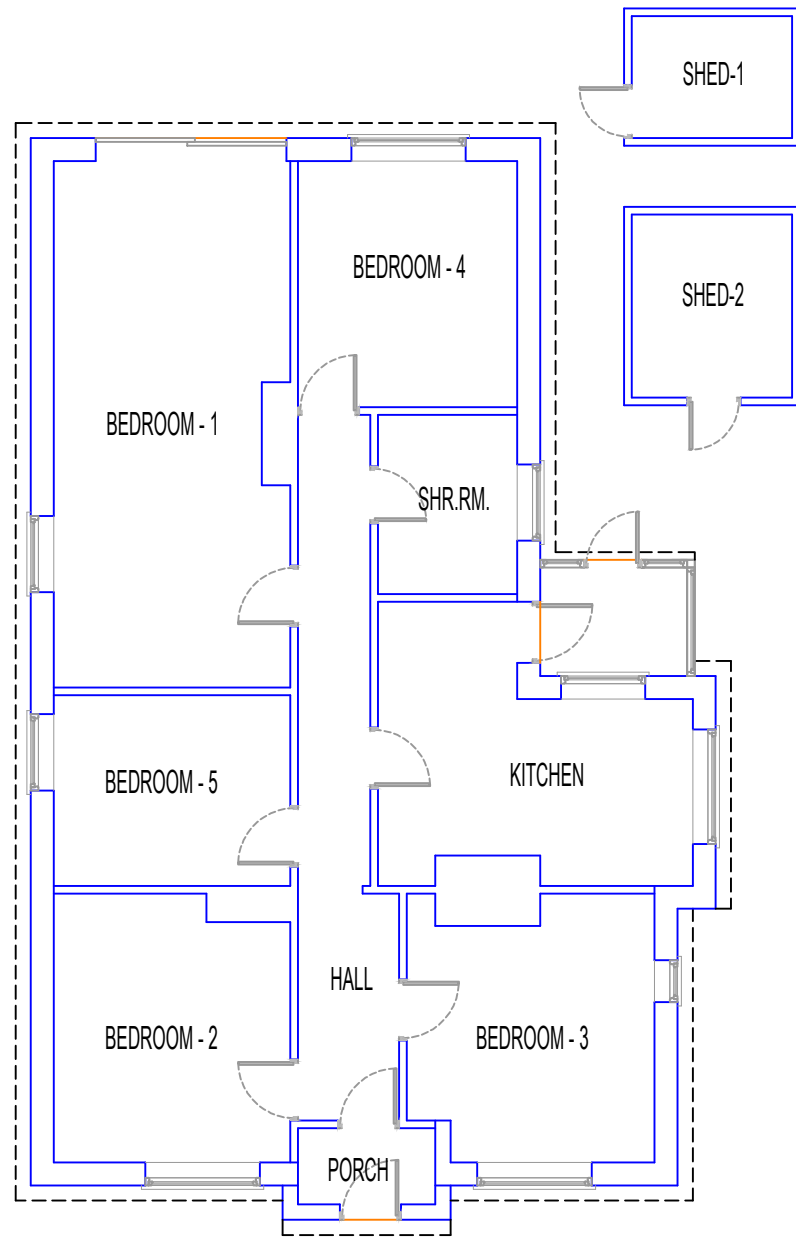 SHED-1
BEDROOM - 4
SHED-2
BEDROOM - 1
SHR.RM.
KITCHEN
BEDROOM - 5
HALL
BEDROOM - 2
BEDROOM - 3
PORCH